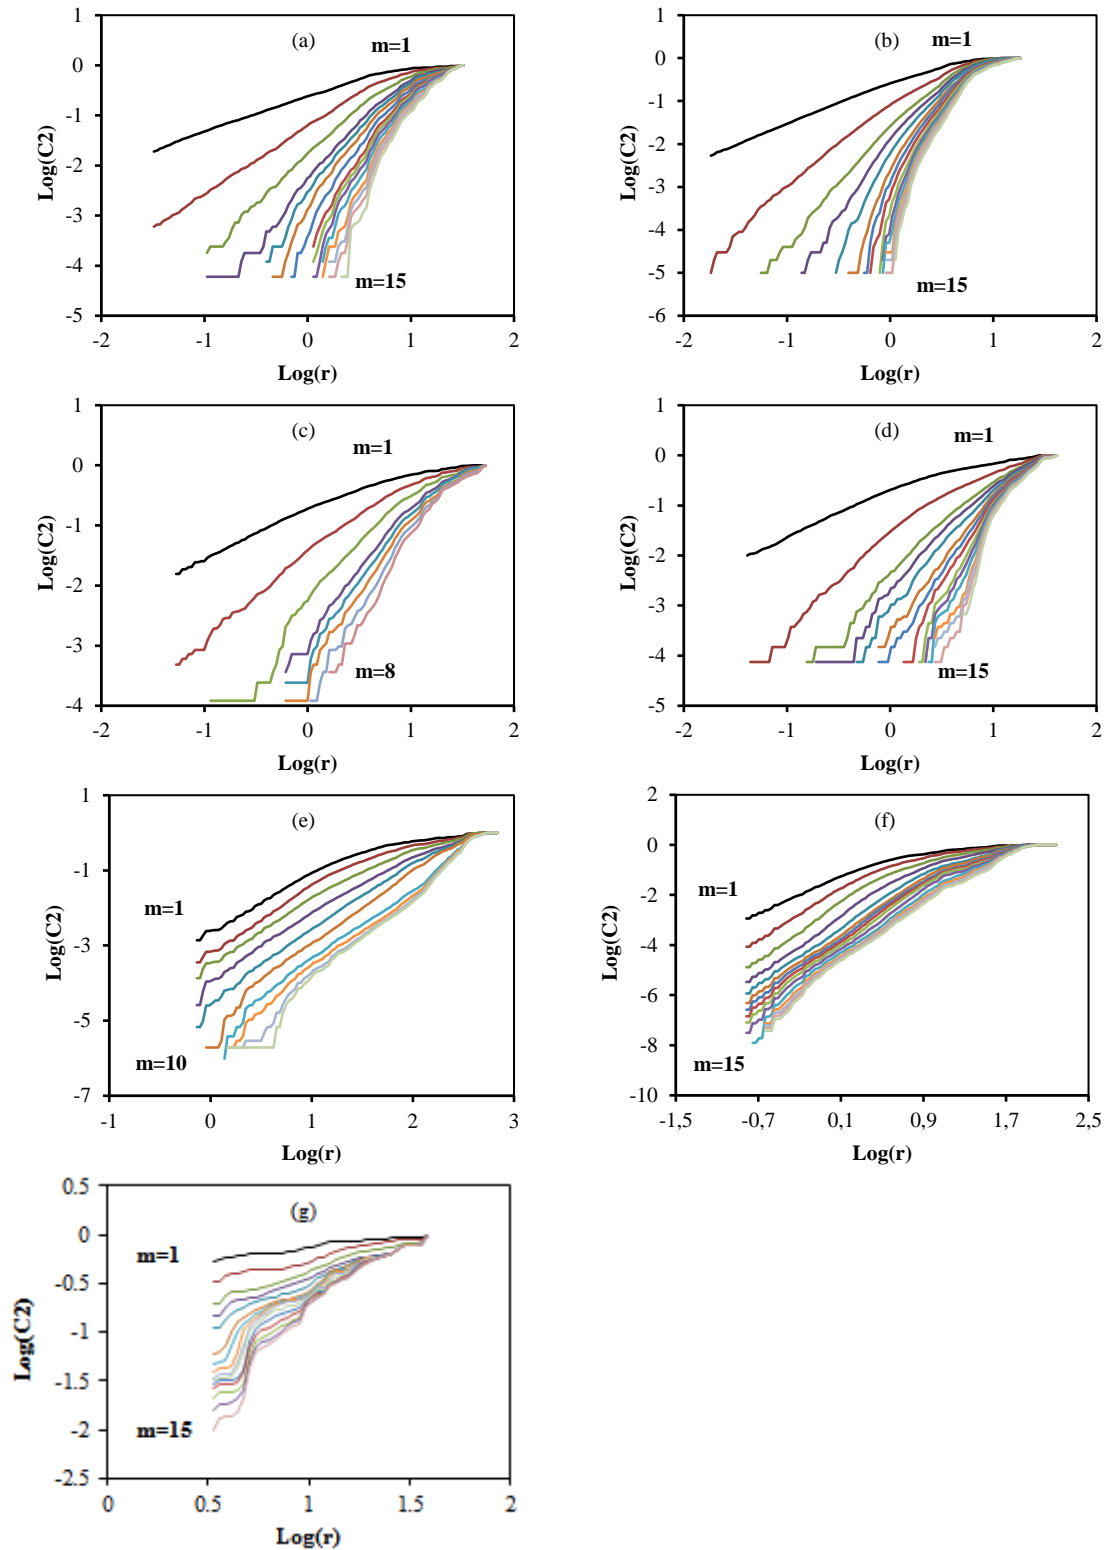 (a)
m=1
1
0
-1
-2
-3
-4
-5
Log(C2)
m=15
-2 -1 0 1 2
Log(r)
(b)
m=1
1
0
-1
-2
-3
-4
-5
-6
Log(C2)
m=15
-2 -1 0 1 2
Log(r)
(c)
m=1
1
0
-1
-2
-3
-4
Log(C2)
m=8
-2 -1 0 1 2
Log(r)
(d)
m=1
1
0
-1
-2
-3
-4
-5
Log(C2)
m=15
-2 -1 0 1 2
Log(r)
(e)
1
-1
-3
-5
-7
Log(C2)
m=1
m=10
-1 0 1 2 3
Log(r)
(f)
2
0
-2
-4
-6
-8
-10
Log(C2)
m=1
m=15
-1,5 -0,7 0,1 0,9 1,7 2,5
Log(r)
(g)
0.5
0
-0.5
-1
-1.5
-2
-2.5
Log(C2)
m=1
m=15
0 0.5 1 1.5 2
Log(r)